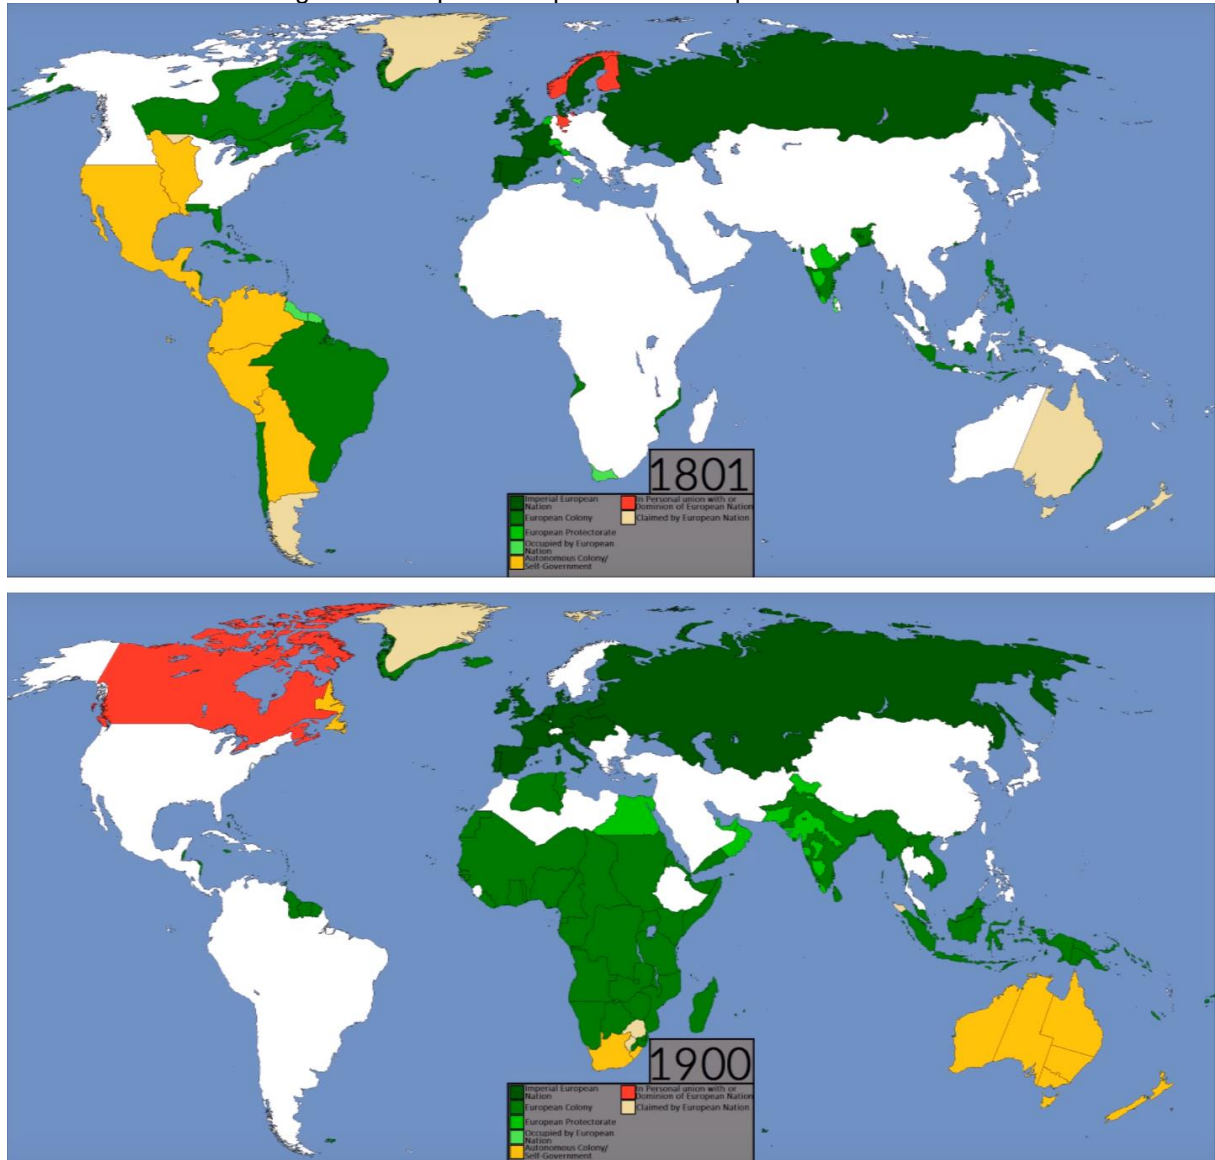 1801
Imperial European
Nation
European Colony
European Protectorate
Occupied by European
Nation
Autonomous Colony/
Self-Government
In Personal union with or
Dominion of European Nation
Claimed by European Nation
1900
Imperial European
Nation
European Colony
European Protectorate
Occupied by European
Nation
Autonomous Colony/
Self-Government
In Personal union with or
Dominion of European Nation
Claimed by European Nation